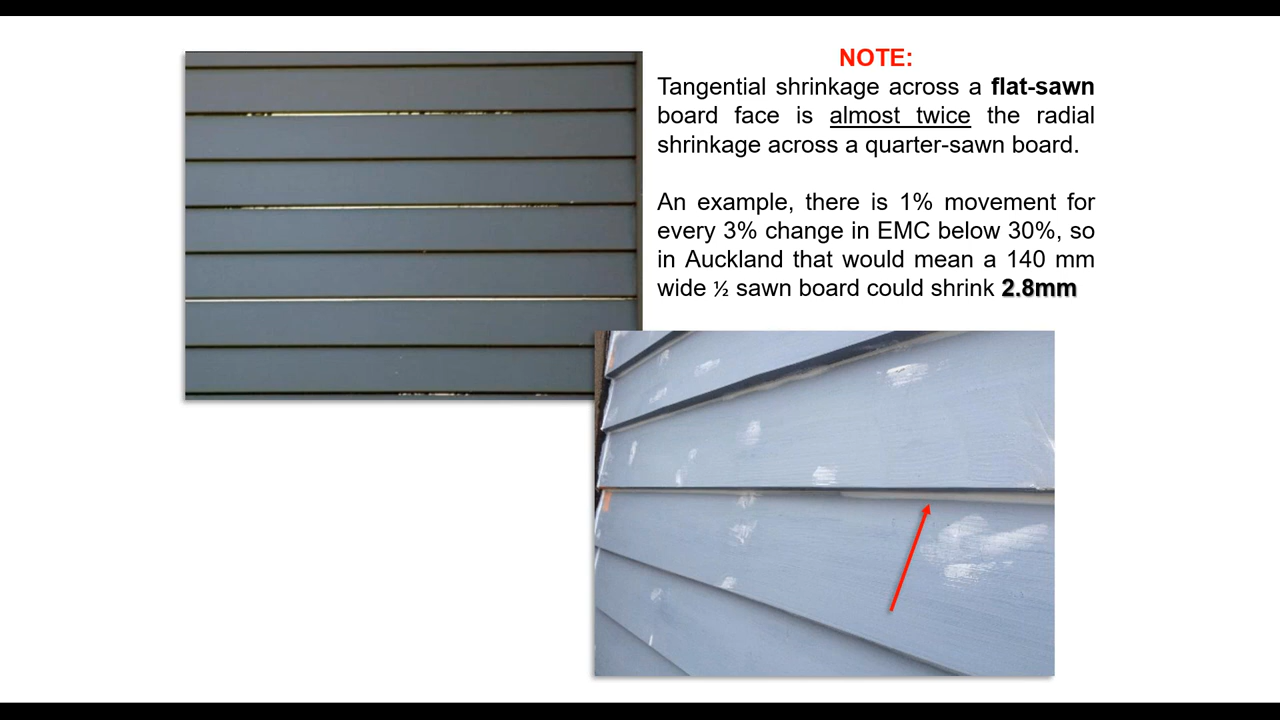 NOTE:
Tangential shrinkage across a flat-sawn
board face is almost twice the radial
shrinkage across a quarter-sawn board.
An example, there is 1% movement for
every 3% change in EMC below 30%, so
in Auckland that would mean a 140 mm
wide ½ sawn board could shrink 2.8mm